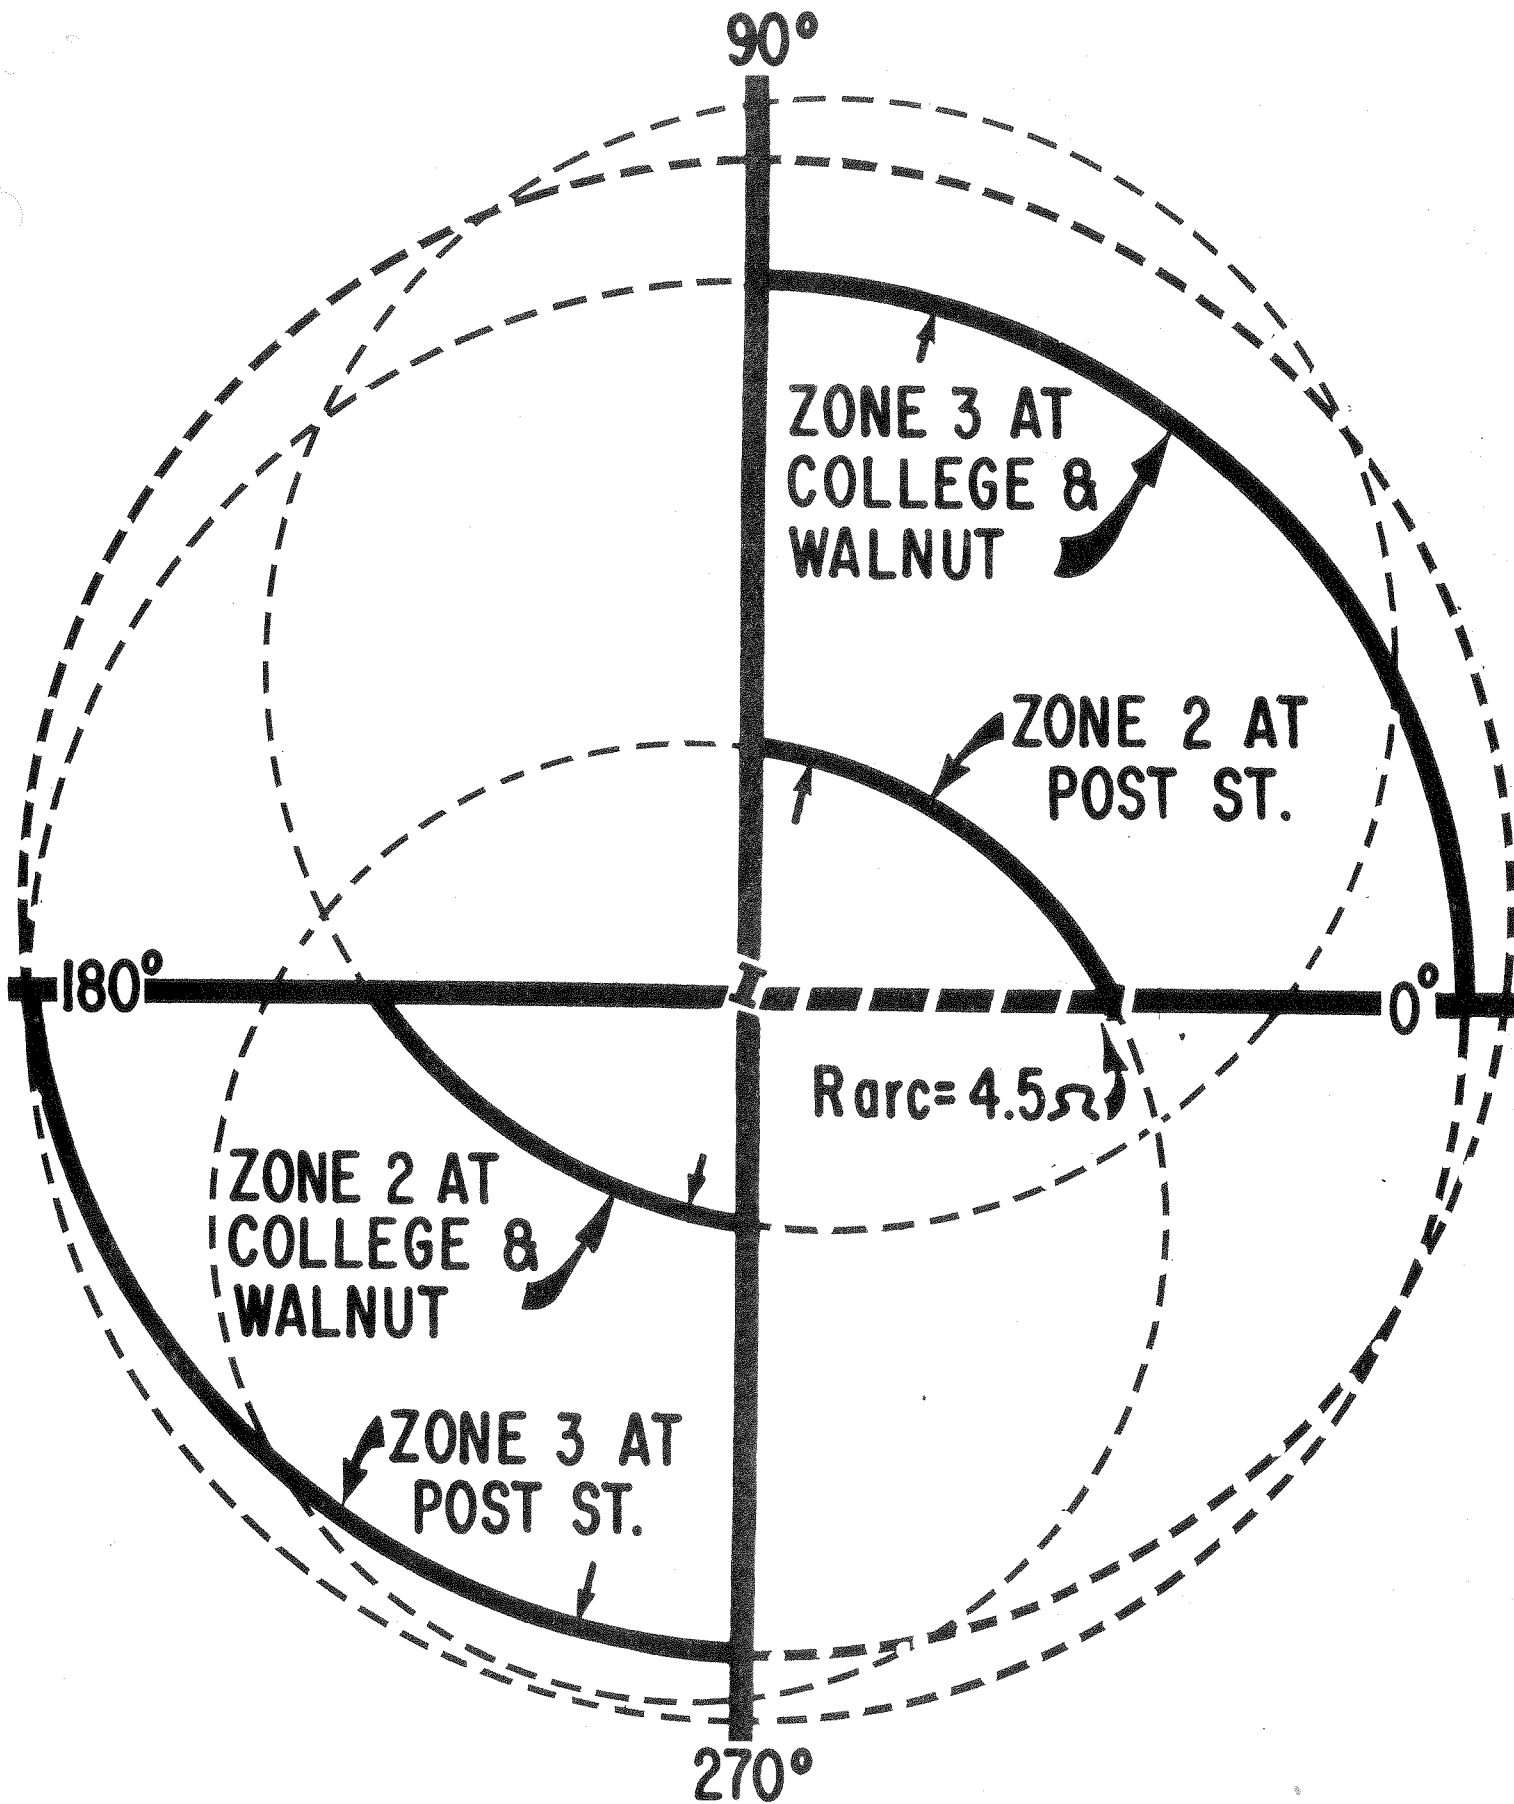 90°
ZONE 3 AT
COLLEGE &
WALNUT
ZONE 2 AT
POST ST.
180°
I
0°
Rarc= 4.5Ω
ZONE 2 AT
COLLEGE &
WALNUT
ZONE 3 AT
POST ST.
270°